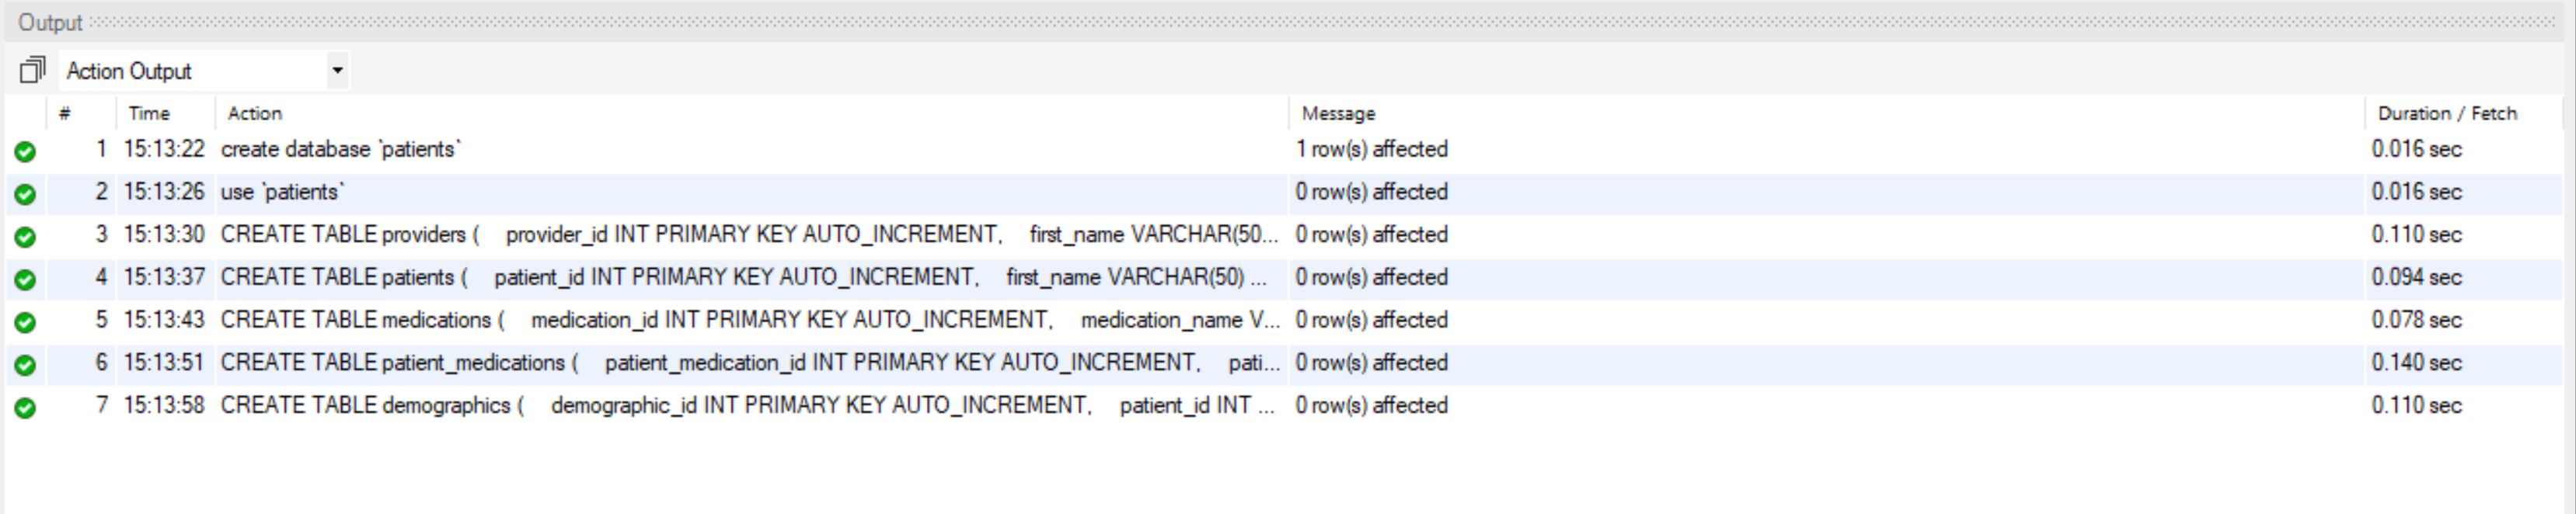 Output
Action Output
# Time Action Message Duration / Fetch
1 15:13:22 create database `patients` 1 row(s) affected 0.016 sec
2 15:13:26 use `patients` 0 row(s) affected 0.016 sec
3 15:13:30 CREATE TABLE providers ( provider_id INT PRIMARY KEY AUTO_INCREMENT, first_name VARCHAR(50... 0 row(s) affected 0.110 sec
4 15:13:37 CREATE TABLE patients ( patient_id INT PRIMARY KEY AUTO_INCREMENT, first_name VARCHAR(50) ... 0 row(s) affected 0.094 sec
5 15:13:43 CREATE TABLE medications ( medication_id INT PRIMARY KEY AUTO_INCREMENT, medication_name V... 0 row(s) affected 0.078 sec
6 15:13:51 CREATE TABLE patient_medications ( patient_medication_id INT PRIMARY KEY AUTO_INCREMENT, pati... 0 row(s) affected 0.140 sec
7 15:13:58 CREATE TABLE demographics ( demographic_id INT PRIMARY KEY AUTO_INCREMENT, patient_id INT ... 0 row(s) affected 0.110 sec